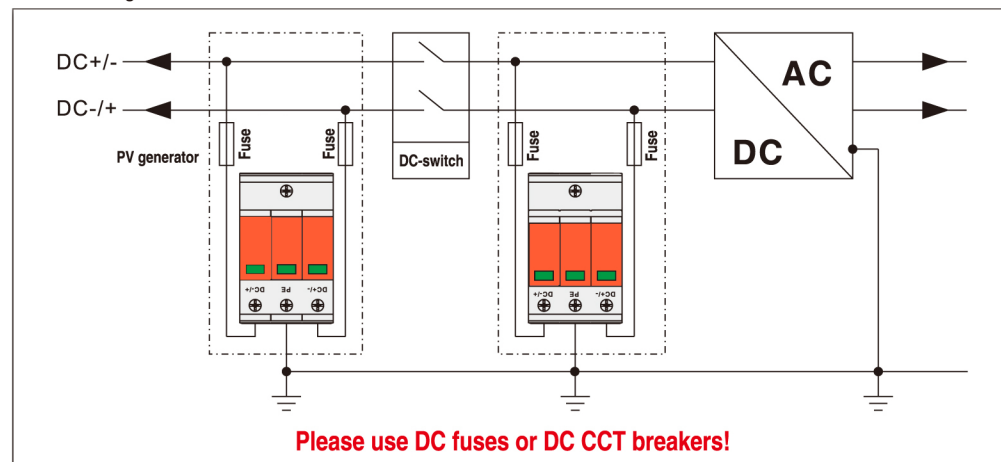 DC+/-
DC-/+
PV generator
Fuse
Fuse
DC-switch
Fuse
Fuse
AC
DC
DC-/+
PE
DC+/-
DC-/+
PE
DC+/-
Please use DC fuses or DC CCT breakers!